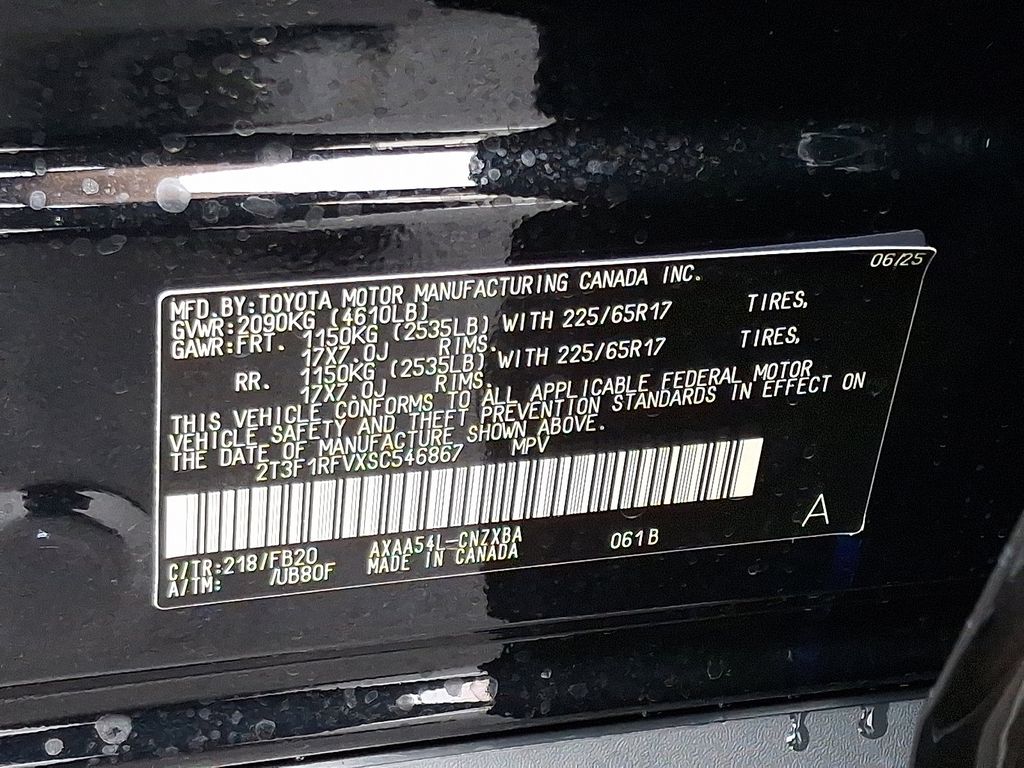 06/25
MFD.BY:TOYOTA MOTOR MANUFACTURING CANADA INC.
GVWR:2090KG (4610LB)
GAWR:FRT. 1150KG (2535LB) WITH 225/65R17 TIRES,
17X7.0J RIMS.
RR. 1150KG (2535LB) WITH 225/65R17 TIRES,
17X7.0J RIMS.
THIS VEHICLE CONFORMS TO ALL APPLICABLE FEDERAL MOTOR
VEHICLE SAFETY AND THEFT PREVENTION STANDARDS IN EFFECT ON
THE DATE OF MANUFACTURE SHOWN ABOVE.
2T3F1RFVXSC546867 MPV
C/TR:218/FB20 AXAA54L-CNZXBA 061B A
A/TM: /UB80F MADE IN CANADA